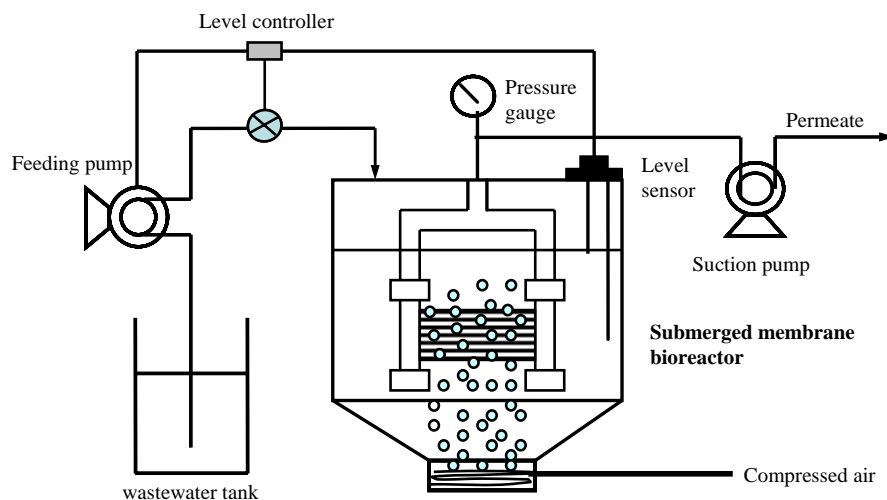 Level controller
Pressure
gauge
Permeate
Feeding pump
Level
sensor
Suction pump
Submerged membrane
bioreactor
Compressed air
wastewater tank